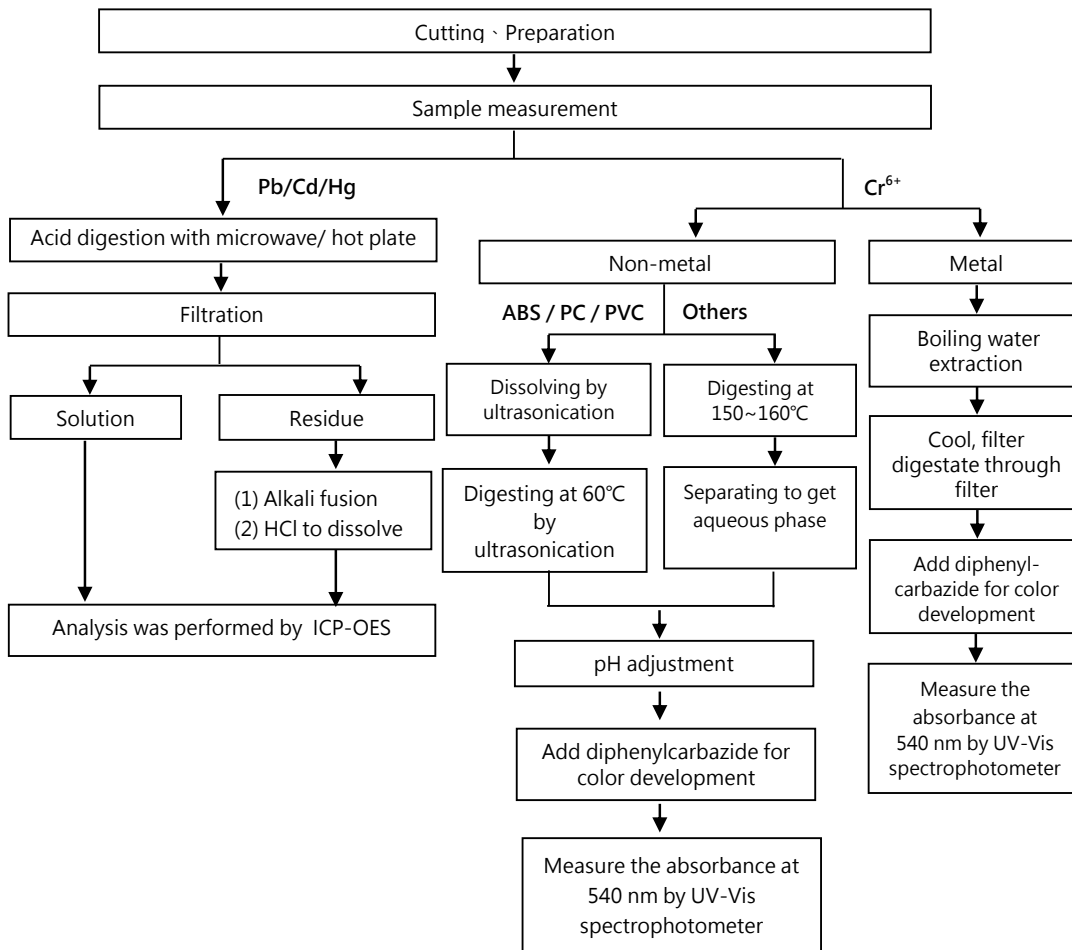 Cutting、Preparation
Sample measurement
Pb/Cd/Hg
Acid digestion with microwave/ hot plate
Filtration
Solution
Residue
(1) Alkali fusion
(2) HCl to dissolve
Analysis was performed by ICP-OES
Cr⁶⁺
Non-metal
ABS / PC / PVC
Others
Dissolving by
ultrasonication
Digesting at 60℃
by
ultrasonication
Digesting at
150~160℃
Separating to get
aqueous phase
pH adjustment
Add diphenylcarbazide for
color development
Measure the absorbance at
540 nm by UV-Vis
spectrophotometer
Metal
Boiling water
extraction
Cool, filter
digestate through
filter
Add diphenyl-
carbazide for color
development
Measure the
absorbance at
540 nm by UV-Vis
spectrophotometer